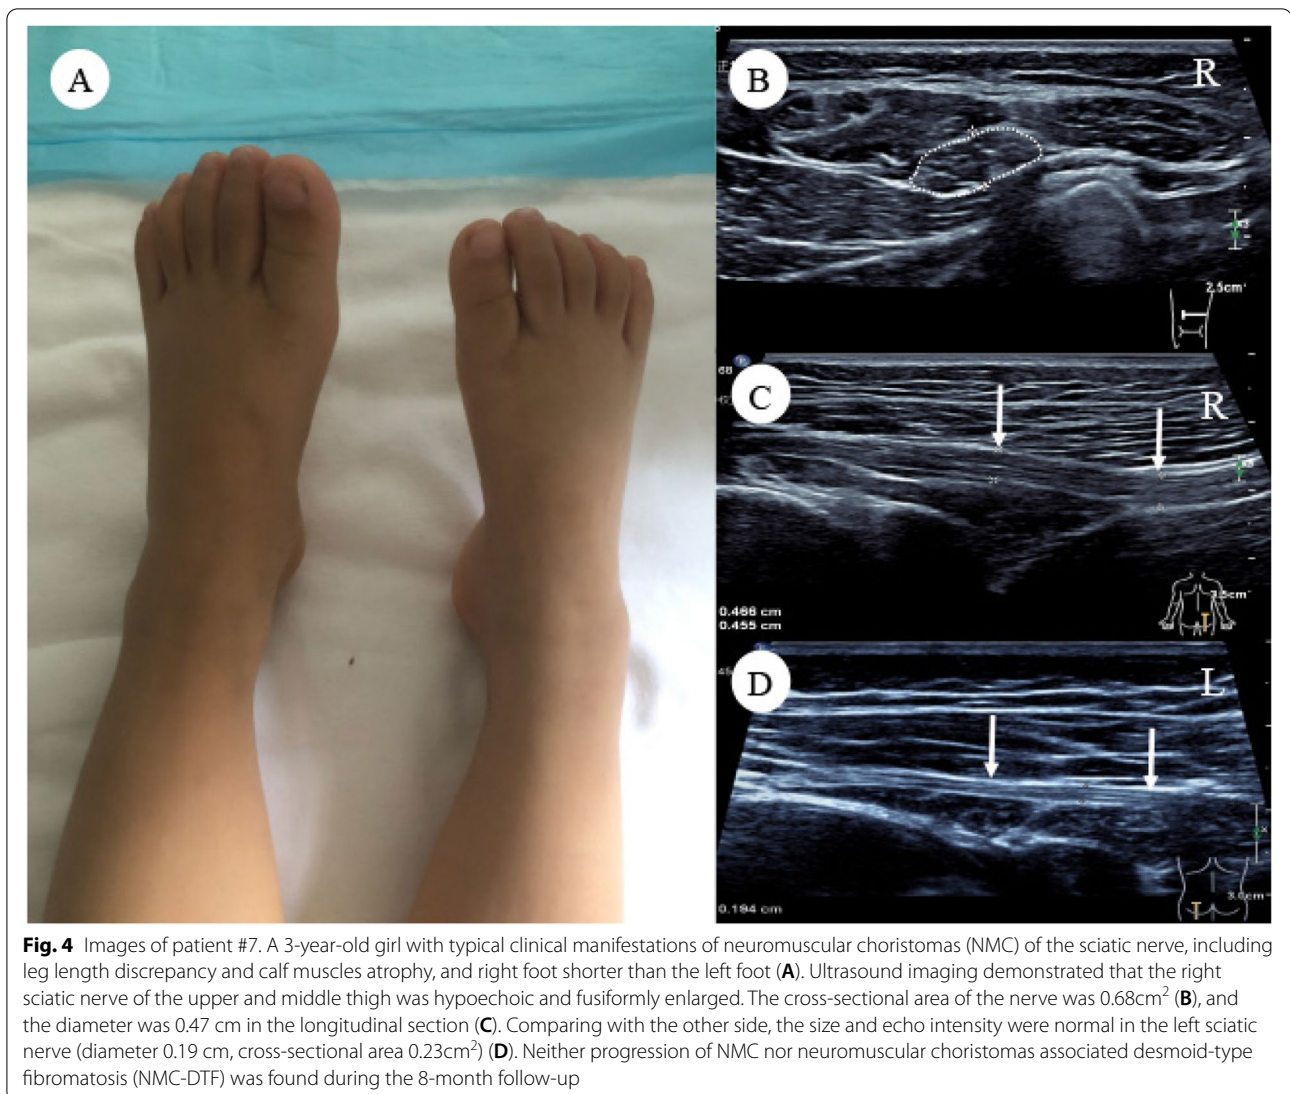 A
B
R
2.5cm
C
R
68
3.5cm
0.466 cm
0.455 cm
D
L
3.0cm
0.194 cm
Fig. 4 Images of patient #7. A 3-year-old girl with typical clinical manifestations of neuromuscular choristomas (NMC) of the sciatic nerve, including
leg length discrepancy and calf muscles atrophy, and right foot shorter than the left foot (A). Ultrasound imaging demonstrated that the right
sciatic nerve of the upper and middle thigh was hypoechoic and fusiformly enlarged. The cross-sectional area of the nerve was 0.68cm² (B), and
the diameter was 0.47 cm in the longitudinal section (C). Comparing with the other side, the size and echo intensity were normal in the left sciatic
nerve (diameter 0.19 cm, cross-sectional area 0.23cm²) (D). Neither progression of NMC nor neuromuscular choristomas associated desmoid-type
fibromatosis (NMC-DTF) was found during the 8-month follow-up